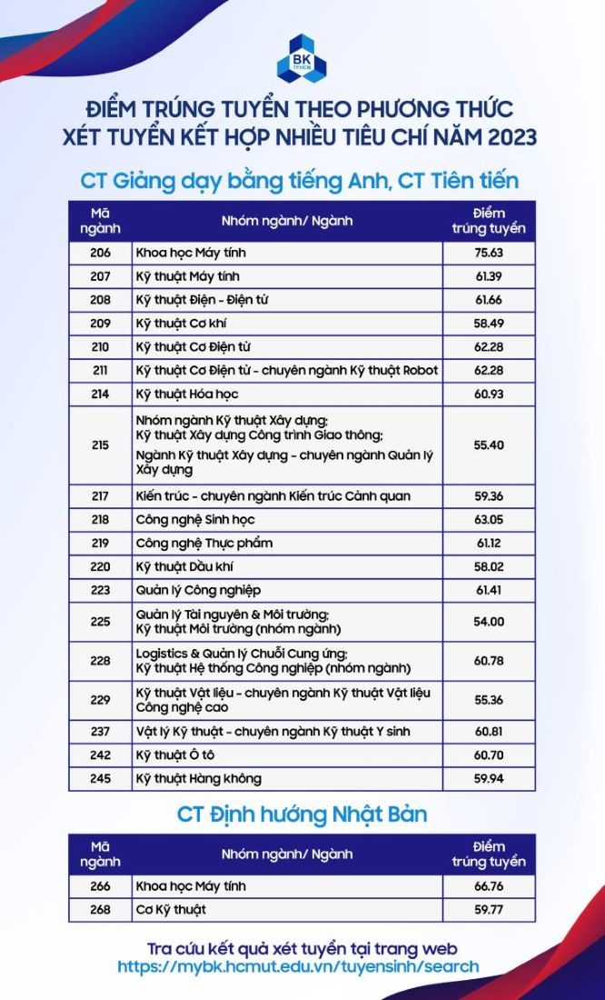 BK
TP.HCM
ĐIỂM TRÚNG TUYỂN THEO PHƯƠNG THỨC
XÉT TUYỂN KẾT HỢP NHIỀU TIÊU CHÍ NĂM 2023
CT Giảng dạy bằng tiếng Anh, CT Tiên tiến
Mã ngành Nhóm ngành/ Ngành Điểm trúng tuyển
206 Khoa học Máy tính 75.63
207 Kỹ thuật Máy tính 61.39
208 Kỹ thuật Điện - Điện tử 61.66
209 Kỹ thuật Cơ khí 58.49
210 Kỹ thuật Cơ Điện tử 62.28
211 Kỹ thuật Cơ Điện tử - chuyên ngành Kỹ thuật Robot 62.28
214 Kỹ thuật Hóa học 60.93
Nhóm ngành Kỹ thuật Xây dựng;
Kỹ thuật Xây dựng Công trình Giao thông;
215 55.40
Ngành Kỹ thuật Xây dựng - chuyên ngành Quản lý
Xây dựng
217 Kiến trúc - chuyên ngành Kiến trúc Cảnh quan 59.36
218 Công nghệ Sinh học 63.05
219 Công nghệ Thực phẩm 61.12
220 Kỹ thuật Dầu khí 58.02
223 Quản lý Công nghiệp 61.41
225 Quản lý Tài nguyên & Môi trường; 54.00
Kỹ thuật Môi trường (nhóm ngành)
228 Logistics & Quản lý Chuỗi Cung ứng; 60.78
Kỹ thuật Hệ thống Công nghiệp (nhóm ngành)
229 Kỹ thuật Vật liệu - chuyên ngành Kỹ thuật Vật liệu 55.36
Công nghệ cao
237 Vật lý Kỹ thuật - chuyên ngành Kỹ thuật Y sinh 60.81
242 Kỹ thuật Ô tô 60.70
245 Kỹ thuật Hàng không 59.94
CT Định hướng Nhật Bản
Mã ngành Nhóm ngành/ Ngành Điểm trúng tuyển
266 Khoa học Máy tính 66.76
268 Cơ Kỹ thuật 59.77
Tra cứu kết quả xét tuyển tại trang web
https://mybk.hcmut.edu.vn/tuyensinh/search